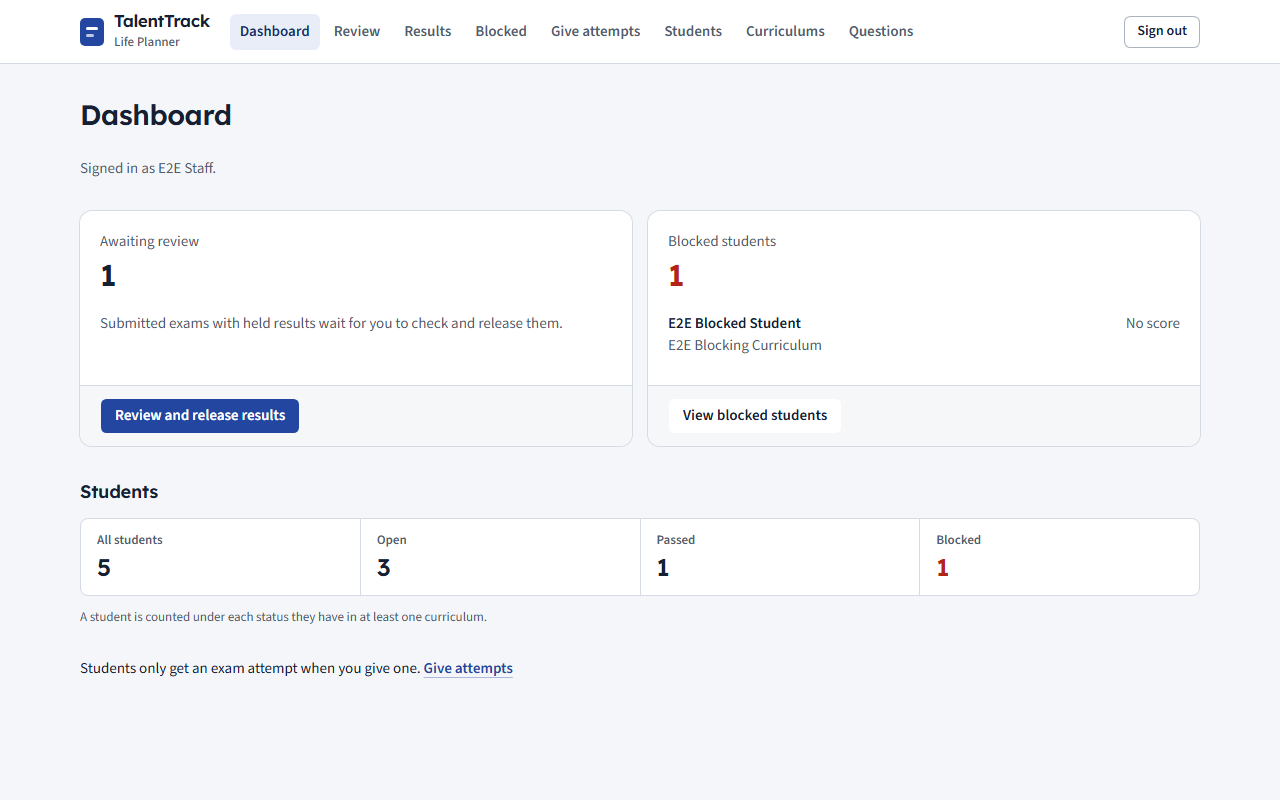 TalentTrack
Life Planner
Dashboard
Review
Results
Blocked
Give attempts
Students
Curriculums
Questions
Sign out
Dashboard
Signed in as E2E Staff.
Awaiting review
1
Submitted exams with held results wait for you to check and release them.
Review and release results
Blocked students
1
E2E Blocked Student
No score
E2E Blocking Curriculum
View blocked students
Students
All students
5
Open
3
Passed
1
Blocked
1
A student is counted under each status they have in at least one curriculum.
Students only get an exam attempt when you give one. Give attempts